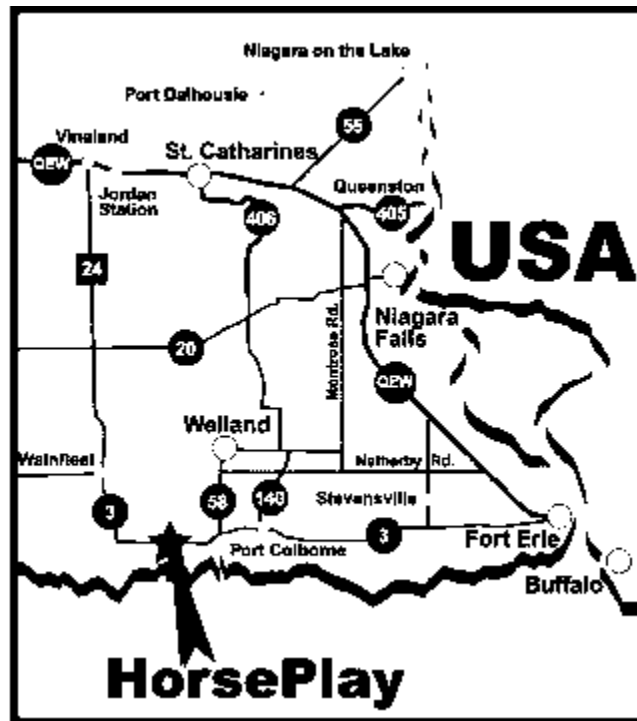 Niagara on the Lake
Port Dalhousie
55
Vineland
QEW
St. Catharines
Jordan
Station
Queenston
406
405
USA
24
Niagara
Falls
20
Montrose Rd.
QEW
Welland
Wainfleet
Netherby Rd.
3
58
140
Stevensville
3
Port Colborne
Fort Erie
Buffalo
HorsePlay